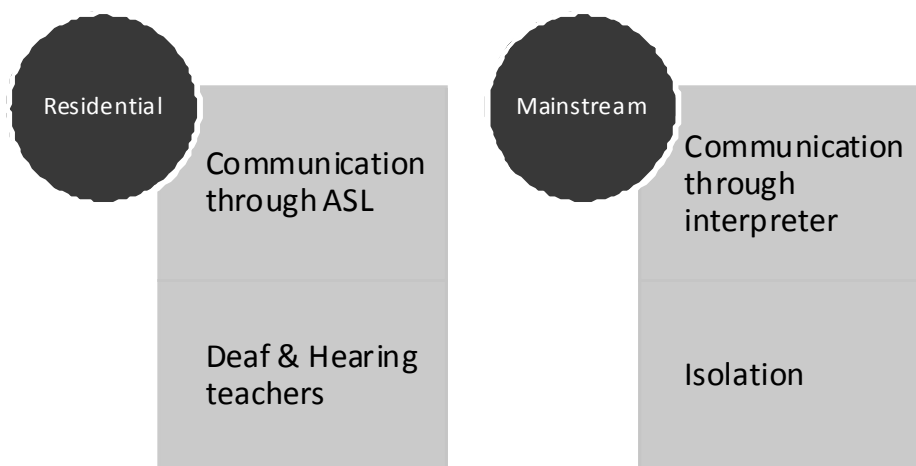 Residential
Communication
through ASL
Deaf & Hearing
teachers
Mainstream
Communication
through
interpreter
Isolation